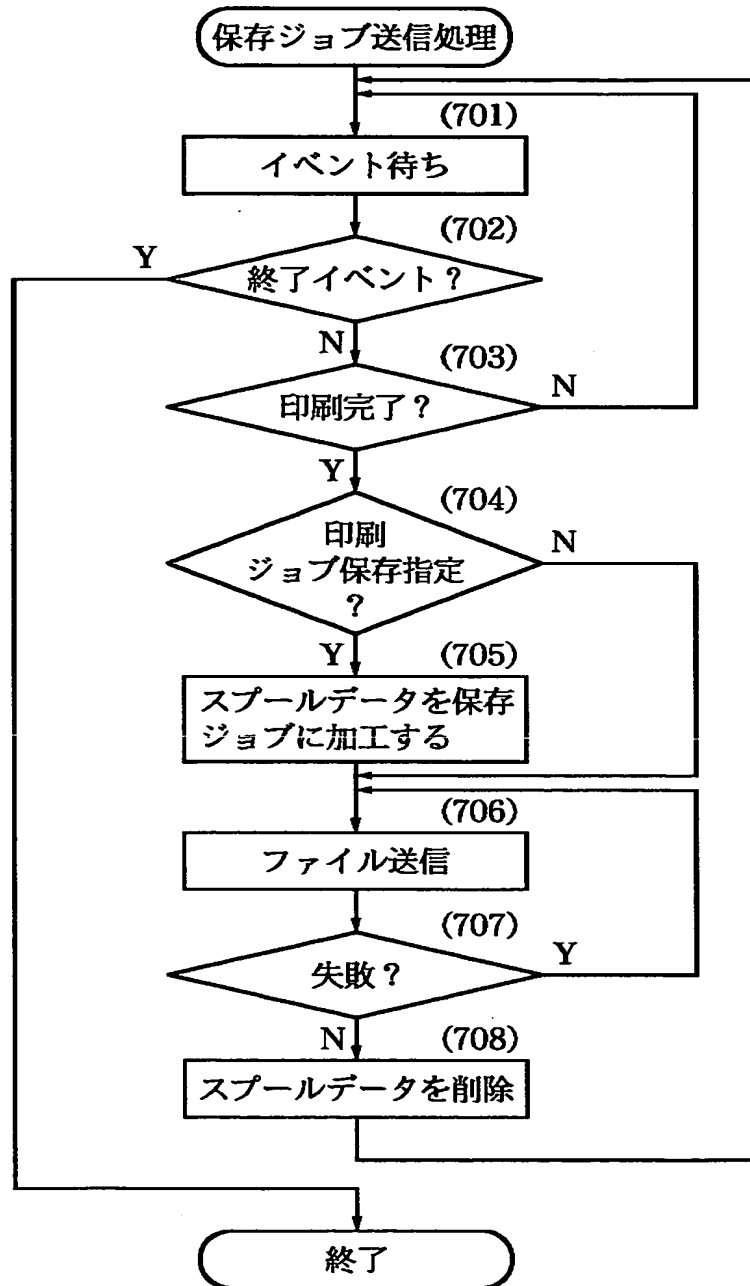 保存ジョブ送信処理
(701)
イベント待ち
(702)
Y
終了イベント?
N
(703)
印刷完了?
N
Y
(704)
印刷
ジョブ保存指定
?
N
Y
(705)
スプールデータを保存
ジョブに加工する
(706)
ファイル送信
(707)
失敗?
Y
N
(708)
スプールデータを削除
終了